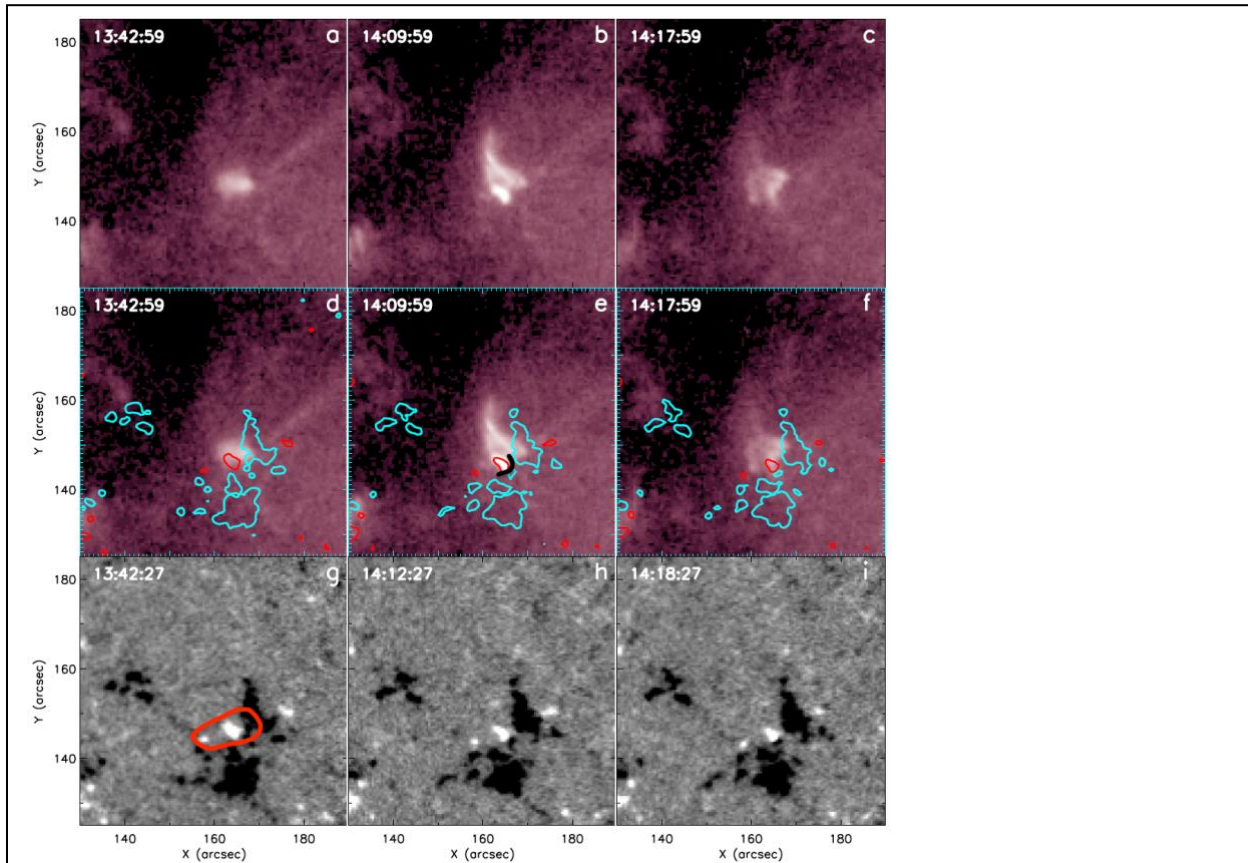 13:42:59 a 14:09:59 b 14:17:59 c
180
160
140
Y (arcsec)
13:42:59 d 14:09:59 e 14:17:59 f
180
160
140
Y (arcsec)
13:42:27 g 14:12:27 h 14:18:27 i
180
160
140
Y (arcsec)
140 160 180 140 160 180 140 160 180
X (arcsec) X (arcsec) X (arcsec)